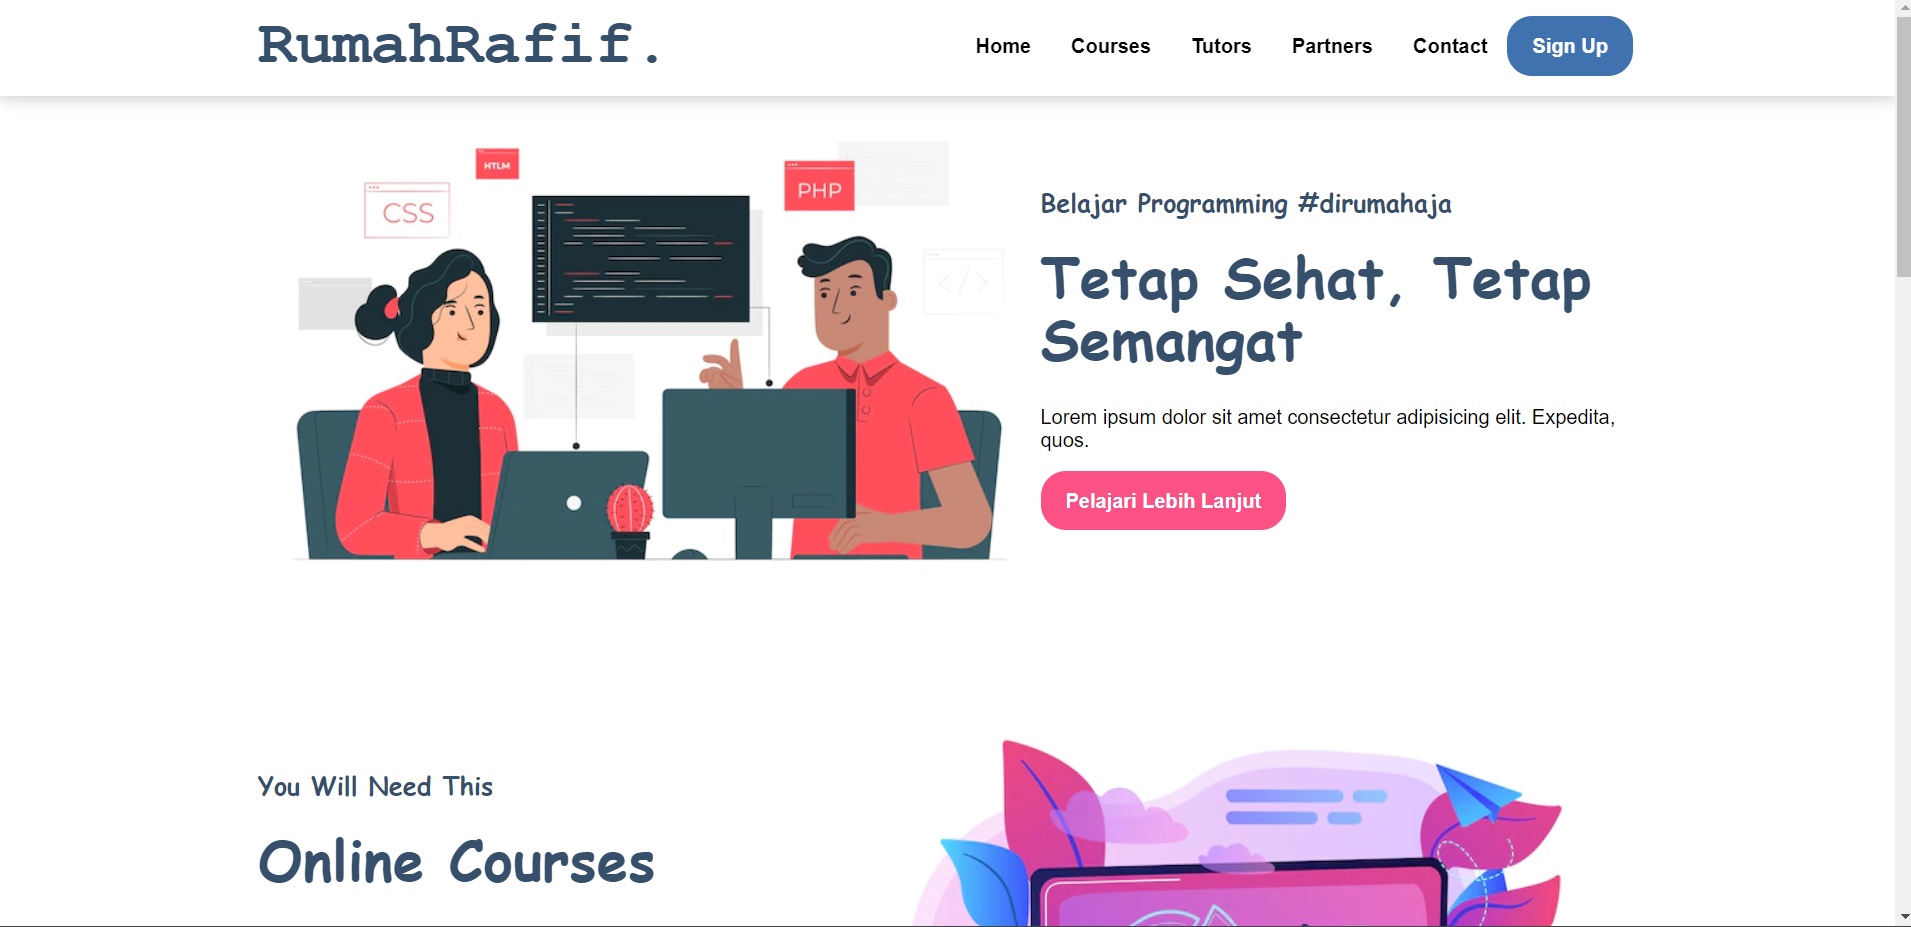 RumahRafif.
Home Courses Tutors Partners Contact Sign Up
HTLM
CSS
PHP
</>
Belajar Programming #dirumahaja
Tetap Sehat, Tetap
Semangat
Lorem ipsum dolor sit amet consectetur adipisicing elit. Expedita,
quos.
Pelajari Lebih Lanjut
You Will Need This
Online Courses